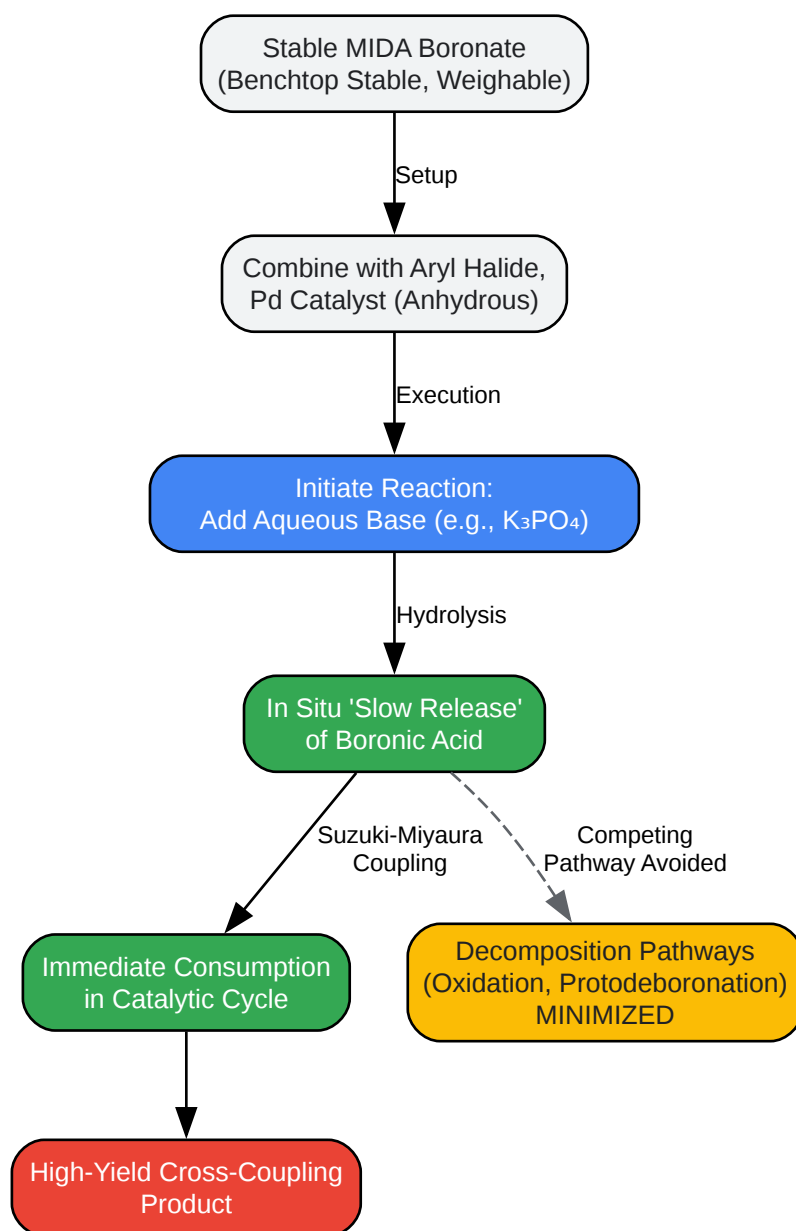 Stable MIDA Boronate
(Benchtop Stable, Weighable)
Setup
Combine with Aryl Halide,
Pd Catalyst (Anhydrous)
Execution
Initiate Reaction:
Add Aqueous Base (e.g., K₃PO₄)
Hydrolysis
In Situ 'Slow Release'
of Boronic Acid
Suzuki-Miyaura
Coupling
Competing
Pathway Avoided
Immediate Consumption
in Catalytic Cycle
Decomposition Pathways
(Oxidation, Protodeboronation)
MINIMIZED
High-Yield Cross-Coupling
Product